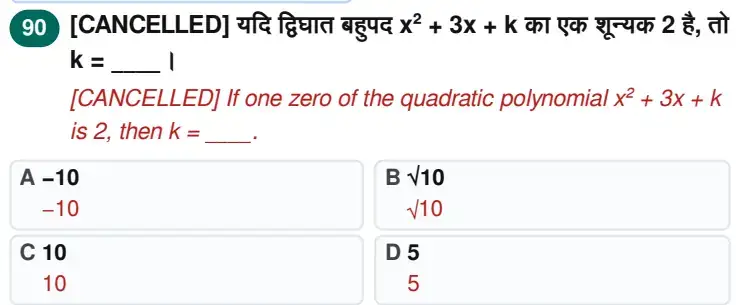 90 [CANCELLED] यदि द्विघात बहुपद x² + 3x + k का एक शून्यक 2 है, तो
k = ____ ।
[CANCELLED] If one zero of the quadratic polynomial x² + 3x + k
is 2, then k = ____.
A –10
–10
B √10
√10
C 10
10
D 5
5